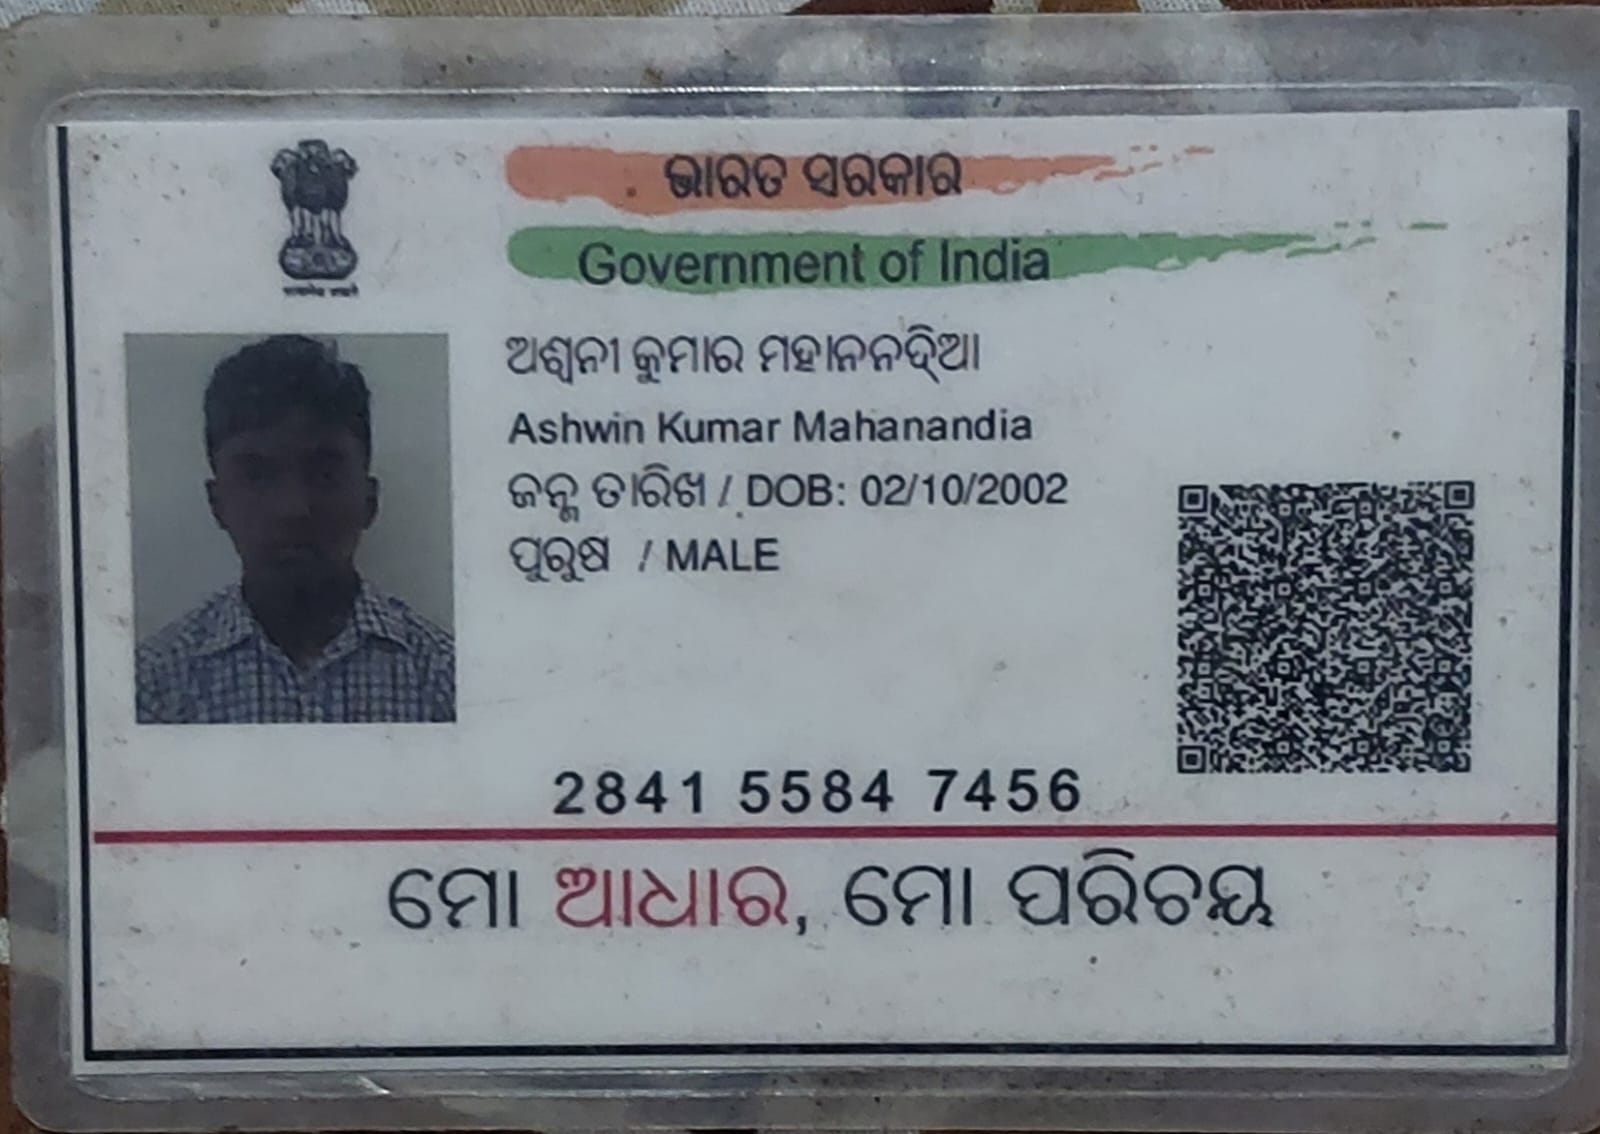 ଭାରତ ସରକାର
Government of India
ଅଶ୍ୱନୀ କୁମାର ମହାନନଦ୍ିଆ
Ashwin Kumar Mahanandia
ଜନ୍ମ ତାରିଖ / DOB: 02/10/2002
ପୁରୁଷ / MALE
2841 5584 7456
ମୋ ଆଧାର, ମୋ ପରିଚୟ